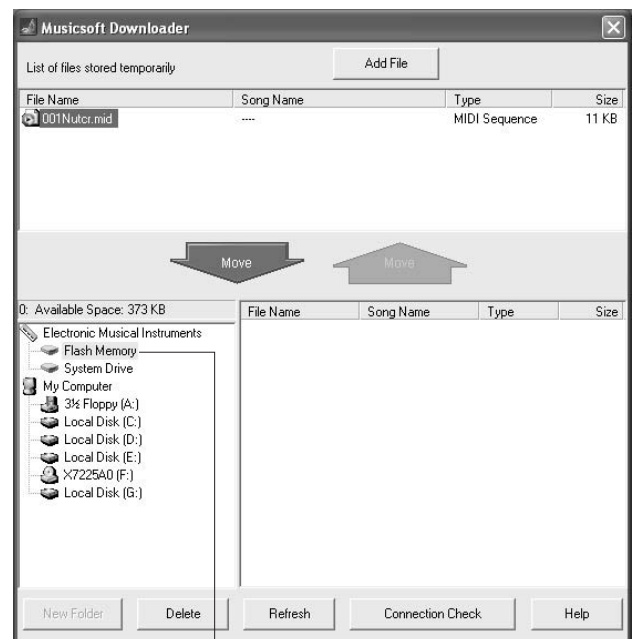 Musicsoft Downloader
List of files stored temporarily
Add File
File Name Song Name Type Size
001Nutcr.mid ---- MIDI Sequence 11 KB
Move Move
0: Available Space: 373 KB
File Name Song Name Type Size
Electronic Musical Instruments
Flash Memory
System Drive
My Computer
3½ Floppy (A:)
Local Disk (C:)
Local Disk (D:)
Local Disk (E:)
X7225A0 (F:)
Local Disk (G:)
New Folder Delete Refresh Connection Check Help